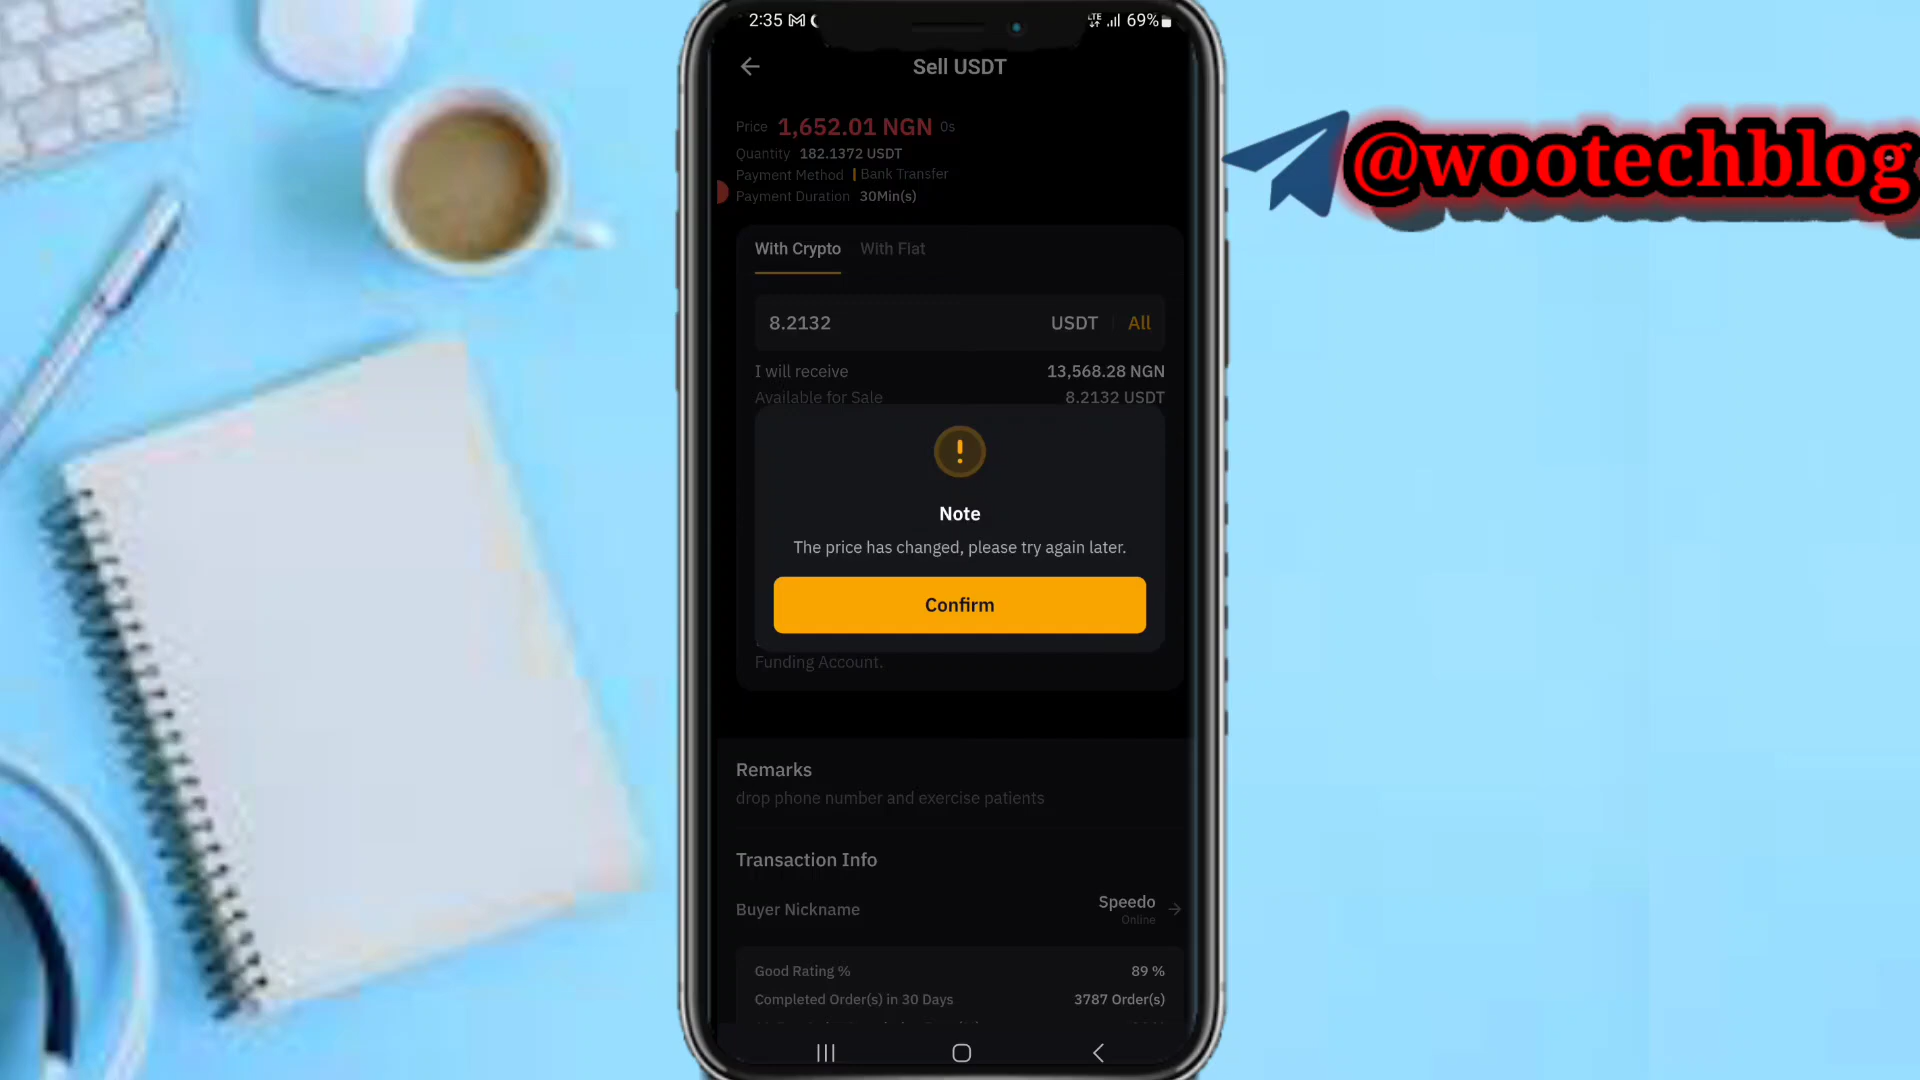 2:35
LTE 69%
Sell USDT
Price 1,652.01 NGN 0s
Quantity 182.1372 USDT
Payment Method Bank Transfer
Payment Duration 30Min(s)
@wootechblog
With Crypto With Fiat
8.2132 USDT All
I will receive 13,568.28 NGN
Available for Sale 8.2132 USDT
!
Note
The price has changed, please try again later.
Confirm
Funding Account.
Remarks
drop phone number and exercise patients
Transaction Info
Buyer Nickname Speedo
Online
Good Rating % 89 %
Completed Order(s) in 30 Days 3787 Order(s)